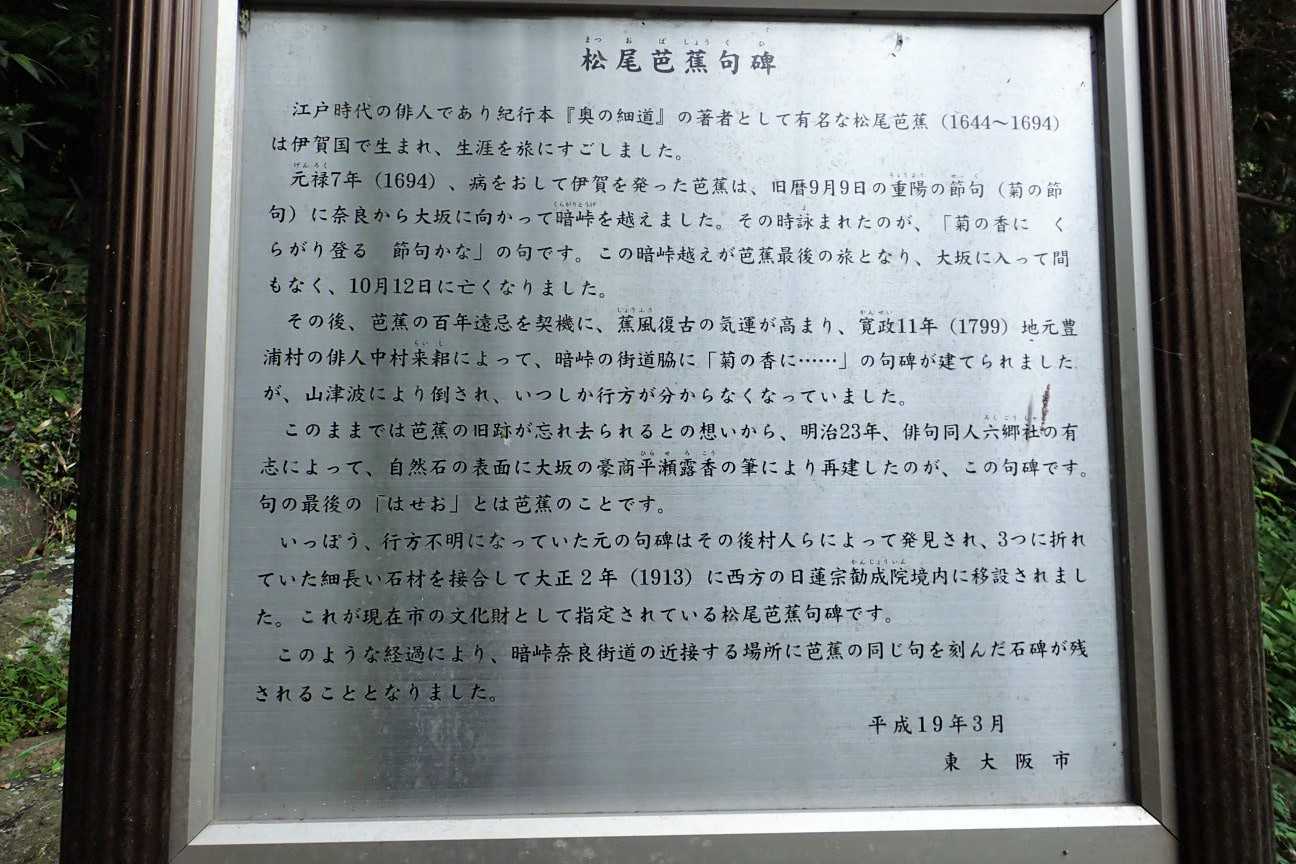 松尾芭蕉句碑
江戸時代の俳人であり紀行本『奥の細道』の著者として有名な松尾芭蕉（1644〜1694）
は伊賀国で生まれ、生涯を旅にすごしました。
元禄7年（1694）、病をおして伊賀を発った芭蕉は、旧暦9月9日の重陽の節句（菊の節
句）に奈良から大坂に向かって暗峠を越えました。その時詠まれたのが、「菊の香に　く
らがり登る　節句かな」の句です。この暗峠越えが芭蕉最後の旅となり、大坂に入って間
もなく、10月12日に亡くなりました。
その後、芭蕉の百年遠忌を契機に、蕉風復古の気運が高まり、寛政11年（1799）地元豊
浦村の俳人中村来耜によって、暗峠の街道脇に「菊の香に……」の句碑が建てられました
が、山津波により倒され、いつしか行方が分からなくなっていました。
このままでは芭蕉の旧跡が忘れ去られるとの想いから、明治23年、俳句同人六郷社の有
志によって、自然石の表面に大坂の豪商平瀬露香の筆により再建したのが、この句碑です。
句の最後の「はせお」とは芭蕉のことです。
いっぽう、行方不明になっていた元の句碑はその後村人らによって発見され、3つに折れ
ていた細長い石材を接合して大正２年（1913）に西方の日蓮宗勧成院境内に移設されまし
た。これが現在市の文化財として指定されている松尾芭蕉句碑です。
このような経過により、暗峠奈良街道の近接する場所に芭蕉の同じ句を刻んだ石碑が残
されることとなりました。
平成19年3月
東大阪市